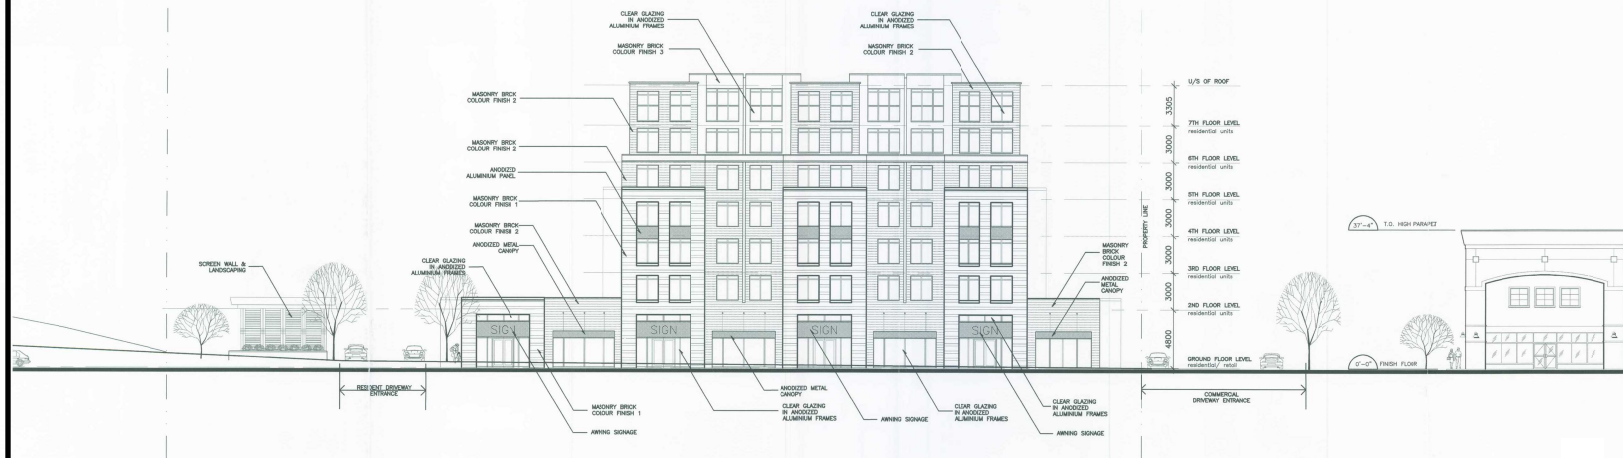 CLEAR GLAZING
IN ANODIZED
ALUMINIUM FRAMES
MASONRY BRICK
COLOUR FINISH 3
CLEAR GLAZING
IN ANODIZED
ALUMINIUM FRAMES
MASONRY BRICK
COLOUR FINISH 2
MASONRY BRICK
COLOUR FINISH 2
MASONRY BRICK
COLOUR FINISH 2
ANODIZED
ALUMINIUM PANEL
MASONRY BRICK
COLOUR FINISH 1
MASONRY BRICK
COLOUR FINISH 2
ANODIZED METAL
CANOPY
CLEAR GLAZING
IN ANODIZED
ALUMINIUM FRAMES
SCREEN WALL &
LANDSCAPING
SIGN
SIGN
SIGN
SIGN
MASONRY
BRICK
COLOUR
FINISH 2
ANODIZED
METAL
CANOPY
PROPERTY LINE
U/S OF ROOF
3305
7TH FLOOR LEVEL
residential units
3000
6TH FLOOR LEVEL
residential units
3000
5TH FLOOR LEVEL
residential units
3000
4TH FLOOR LEVEL
residential units
3000
3RD FLOOR LEVEL
residential units
3000
2ND FLOOR LEVEL
residential units
4800
GROUND FLOOR LEVEL
residential/ retail
37'-4" T.O. HIGH PARAPET
0'-0" FINISH FLOOR
RESIDENT DRIVEWAY
ENTRANCE
MASONRY BRICK
COLOUR FINISH 1
AWNING SIGNAGE
ANODIZED METAL
CANOPY
CLEAR GLAZING
IN ANODIZED
ALUMINIUM FRAMES
AWNING SIGNAGE
CLEAR GLAZING
IN ANODIZED
ALUMINIUM FRAMES
CLEAR GLAZING
IN ANODIZED
ALUMINIUM FRAMES
AWNING SIGNAGE
COMMERCIAL
DRIVEWAY ENTRANCE